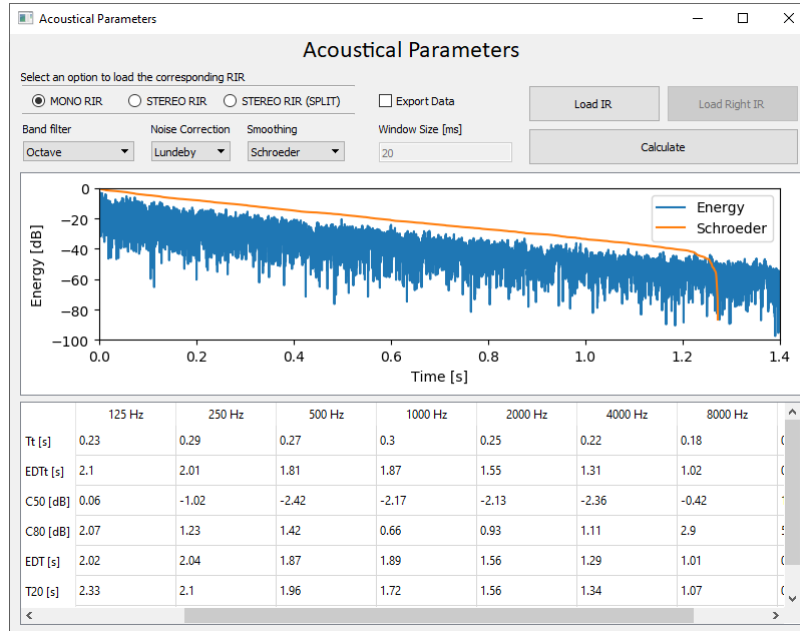 Acoustical Parameters
Acoustical Parameters
Select an option to load the corresponding RIR
MONO RIR STEREO RIR STEREO RIR (SPLIT) Export Data Load IR Load Right IR
Band filter Noise Correction Smoothing Window Size [ms]
Octave Lundeby Schroeder 20 Calculate
0
−20
−40
−60
−80
−100
Energy [dB]
Energy
Schroeder
0.0 0.2 0.4 0.6 0.8 1.0 1.2 1.4
Time [s]
125 Hz 250 Hz 500 Hz 1000 Hz 2000 Hz 4000 Hz 8000 Hz
Tt [s] 0.23 0.29 0.27 0.3 0.25 0.22 0.18
EDTt [s] 2.1 2.01 1.81 1.87 1.55 1.31 1.02
C50 [dB] 0.06 -1.02 -2.42 -2.17 -2.13 -2.36 -0.42
C80 [dB] 2.07 1.23 1.42 0.66 0.93 1.11 2.9
EDT [s] 2.02 2.04 1.87 1.89 1.56 1.29 1.01
T20 [s] 2.33 2.1 1.96 1.72 1.56 1.34 1.07